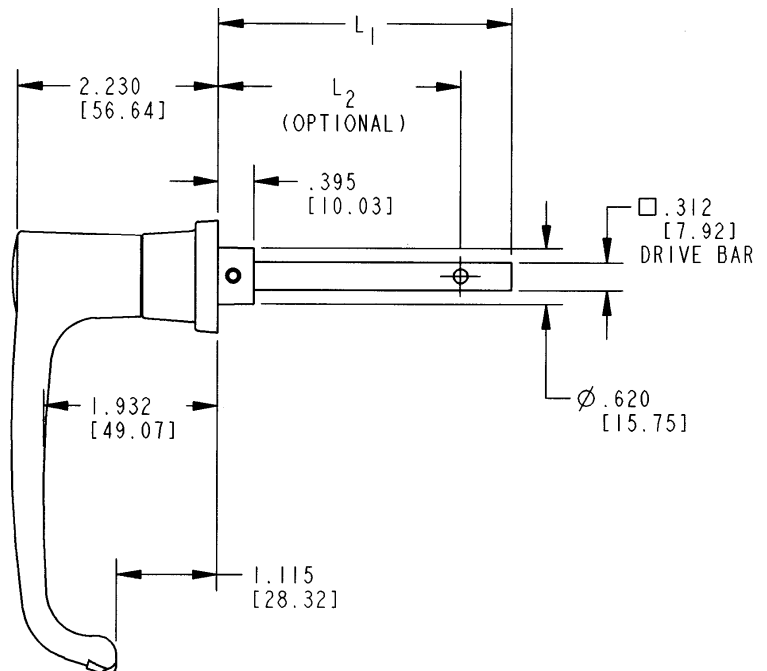 L1
2.230
[56.64]
L2
(OPTIONAL)
.395
[10.03]
□ .312
[7.92]
DRIVE BAR
1.932
[49.07]
Ø .620
[15.75]
1.115
[28.32]